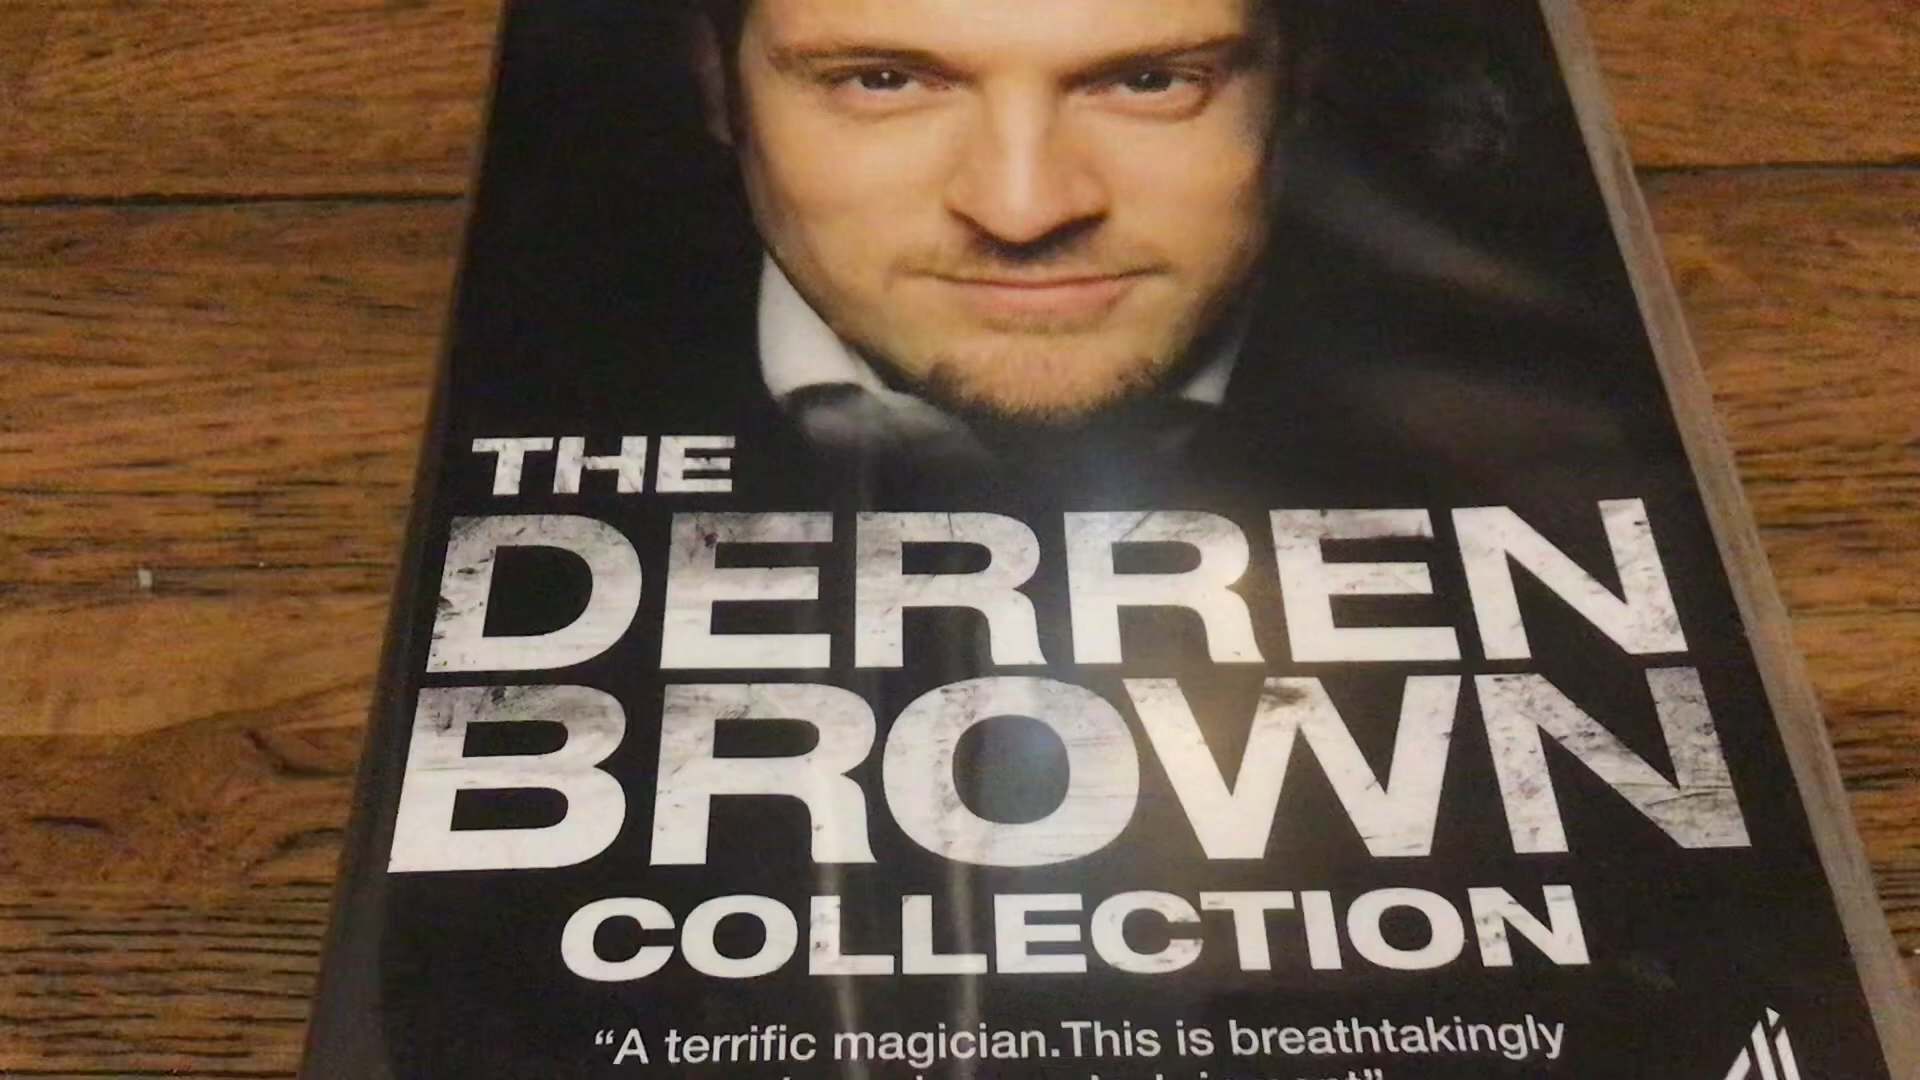 THE
DERREN
BROWN
COLLECTION
“A terrific magician.This is breathtakingly